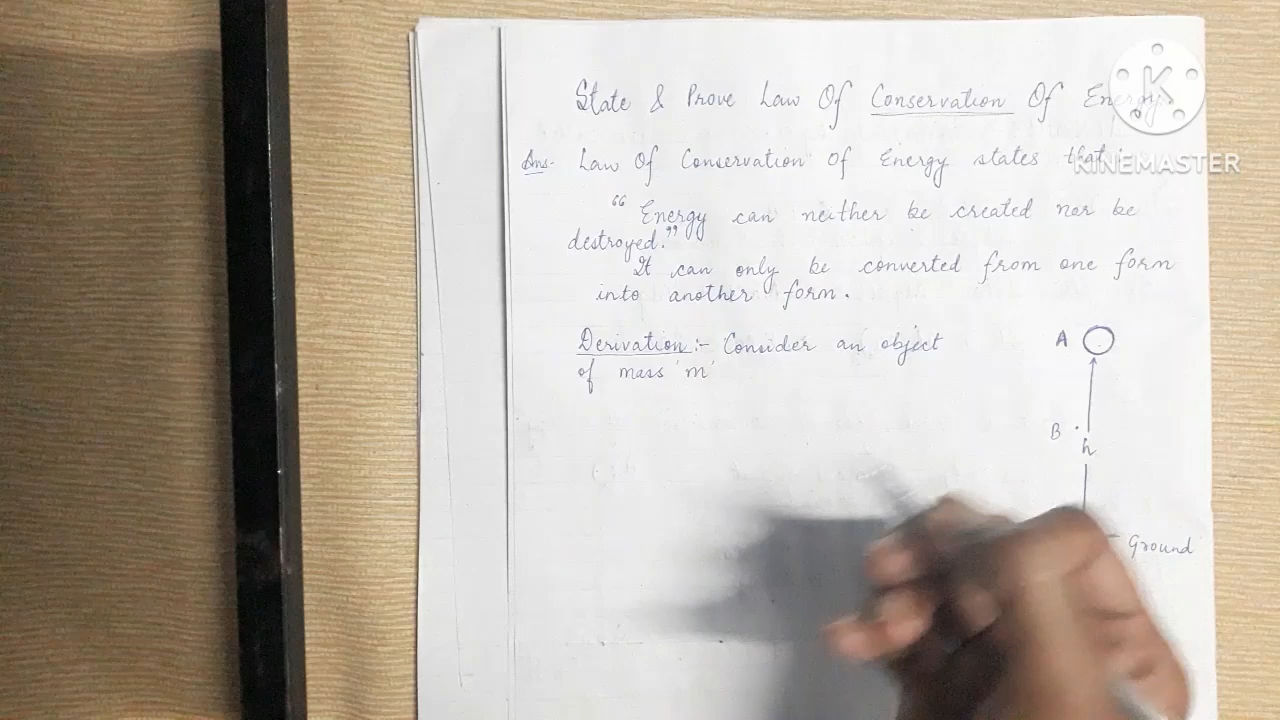 State & Prove Law Of Conservation Of Energy.
KINEMASTER
Ans- Law Of Conservation Of Energy states that :
“ Energy can neither be created nor be
destroyed.”
It can only be converted from one form
into another form.
Derivation :- Consider an object
of mass 'm'
A
B
h
Ground